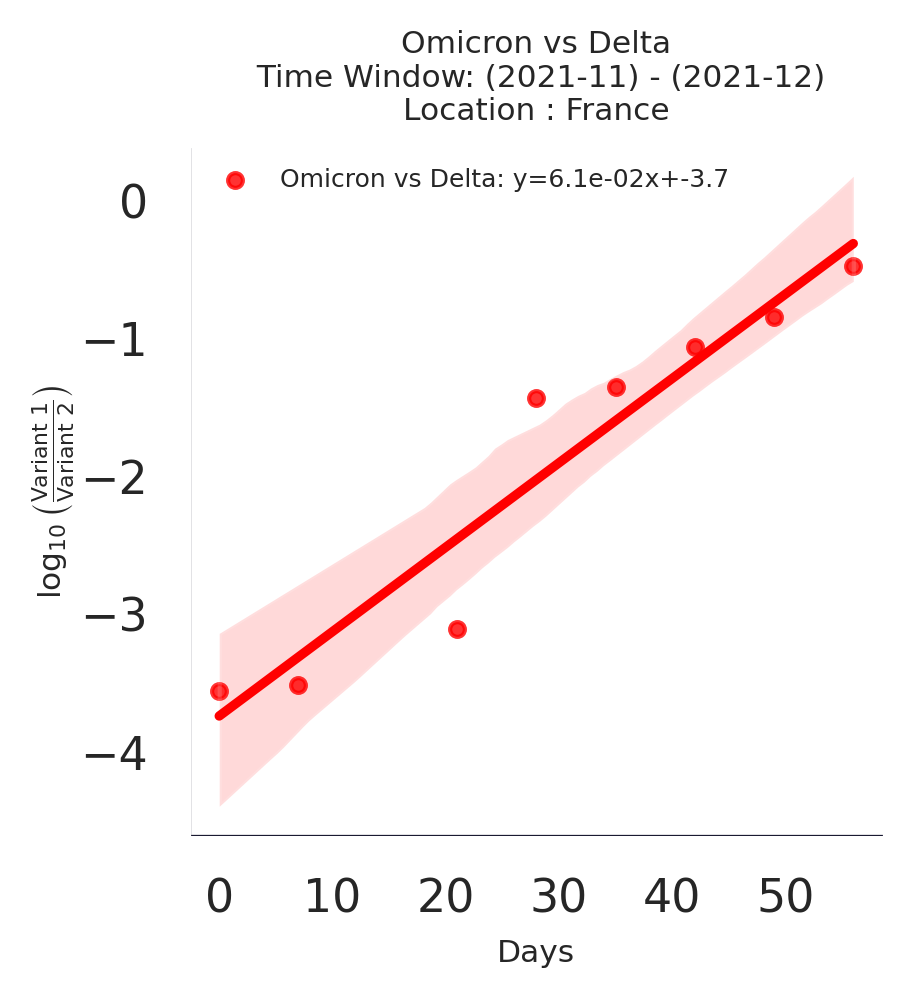 Omicron vs Delta
Time Window: (2021-11) - (2021-12)
Location : France
Omicron vs Delta: y=6.1e-02x+-3.7
0
−1
−2
−3
−4
log10 (Variant 1 / Variant 2)
0 10 20 30 40 50
Days